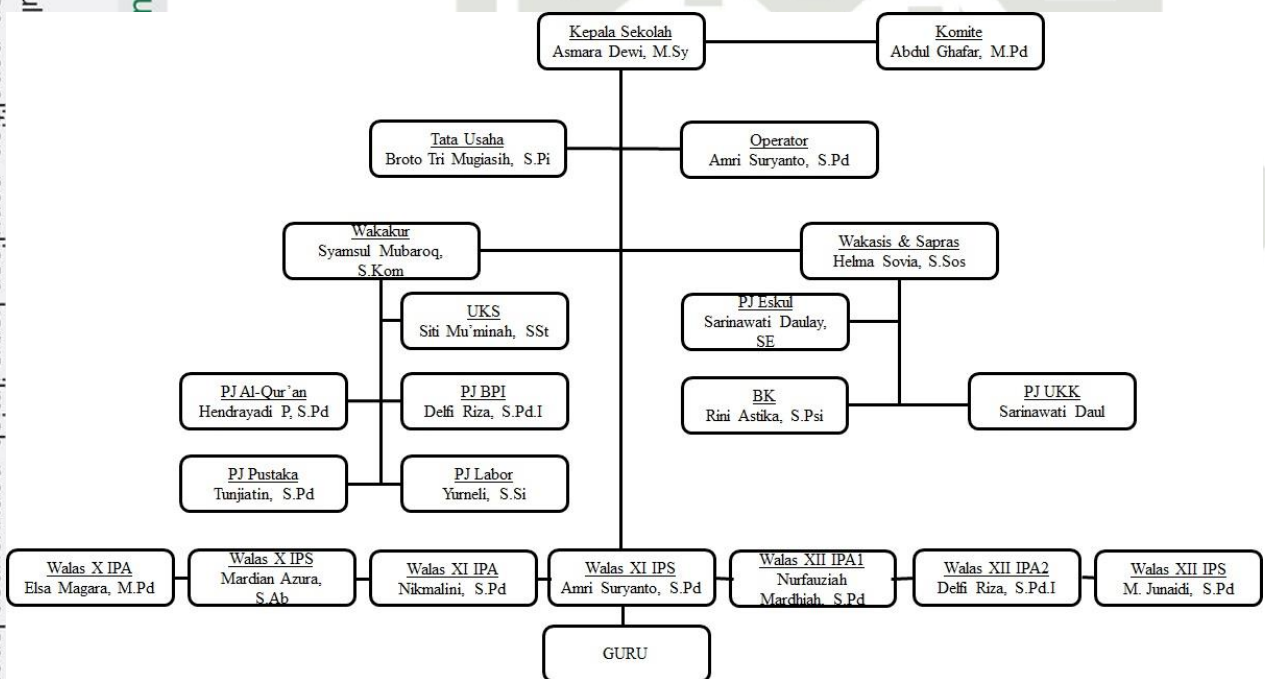 Kepala Sekolah
Asmara Dewi, M.Sy
Komite
Abdul Ghafar, M.Pd
Tata Usaha
Broto Tri Mugiasih, S.Pi
Operator
Amri Suryanto, S.Pd
Wakakur
Syamsul Mubaroq,
S.Kom
Wakasis & Sapras
Helma Sovia, S.Sos
UKS
Siti Mu’minah, SSt
PJ Eskul
Sarinawati Daulay,
SE
PJ Al-Qur’an
Hendrayadi P, S.Pd
PJ BPI
Delfi Riza, S.Pd.I
BK
Rini Astika, S.Psi
PJ UKK
Sarinawati Daul
PJ Pustaka
Tunjiatin, S.Pd
PJ Labor
Yurneli, S.Si
Walas X IPA
Elsa Magara, M.Pd
Walas X IPS
Mardian Azura,
S.Ab
Walas XI IPA
Nikmalini, S.Pd
Walas XI IPS
Amri Suryanto, S.Pd
Walas XII IPA1
Nurfauziah
Mardhiah, S.Pd
Walas XII IPA2
Delfi Riza, S.Pd.I
Walas XII IPS
M. Junaidi, S.Pd
GURU